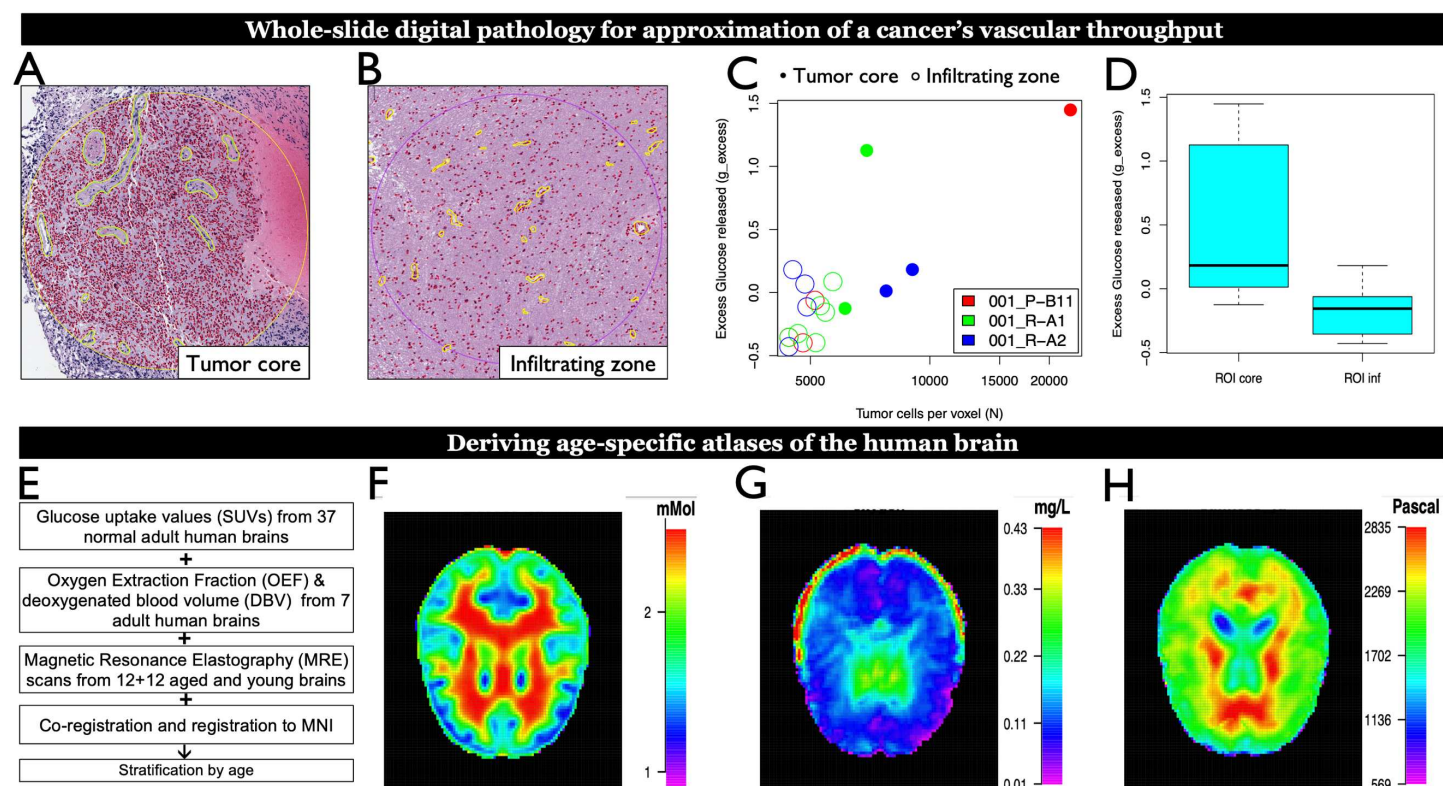 Whole-slide digital pathology for approximation of a cancer's vascular throughput
A
Tumor core
B
Infiltrating zone
C
Tumor core
Infiltrating zone
Excess Glucose released (g_excess)
1.5
1.0
0.5
0.0
−0.5
001_P−B11
001_R−A1
001_R−A2
5000
10000
15000
20000
Tumor cells per voxel (N)
D
Excess Glucose reseased (g_excess)
1.5
1.0
0.5
0.0
−0.5
ROI core
ROI inf
Deriving age-specific atlases of the human brain
E
Glucose uptake values (SUVs) from 37
normal adult human brains
+
Oxygen Extraction Fraction (OEF) &
deoxygenated blood volume (DBV) from 7
adult human brains
+
Magnetic Resonance Elastography (MRE)
scans from 12+12 aged and young brains
+
Co-registration and registration to MNI
Stratification by age
F
mMol
2
1
G
mg/L
0.43
0.33
0.22
0.11
0.01
H
Pascal
2835
2269
1702
1136
569